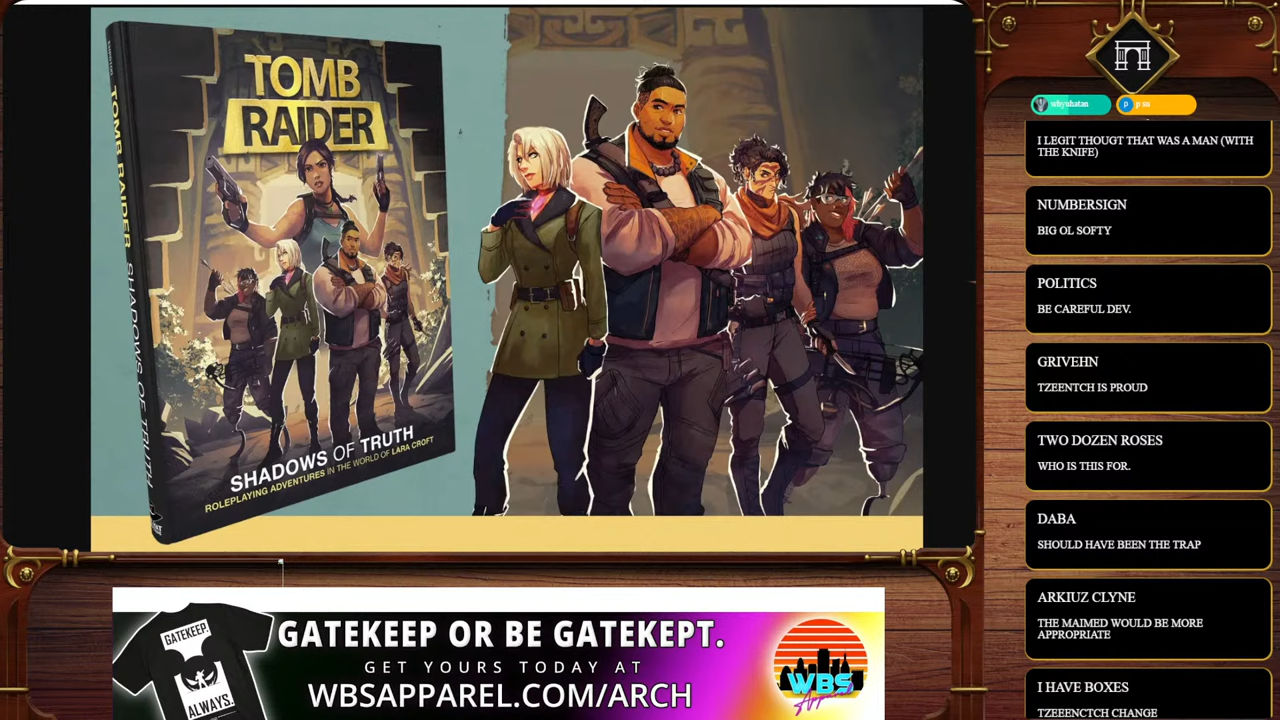 TOMB
RAIDER
TOMB RAIDER SHADOWS OF TRUTH
SHADOWS OF TRUTH
ROLEPLAYING ADVENTURES IN THE WORLD OF LARA CROFT
whyuhatan
p su
I LEGIT THOUGT THAT WAS A MAN (WITH
THE KNIFE)
NUMBERSIGN
BIG OL SOFTY
POLITICS
BE CAREFUL DEV.
GRIVEHN
TZEENTCH IS PROUD
TWO DOZEN ROSES
WHO IS THIS FOR.
DABA
SHOULD HAVE BEEN THE TRAP
ARKIUZ CLYNE
THE MAIMED WOULD BE MORE
APPROPRIATE
I HAVE BOXES
TZEEENCTCH CHANGE
GATEKEEP.
ALWAYS.
GATEKEEP OR BE GATEKEPT.
GET YOURS TODAY AT
WBSAPPAREL.COM/ARCH
WBS
Apparel